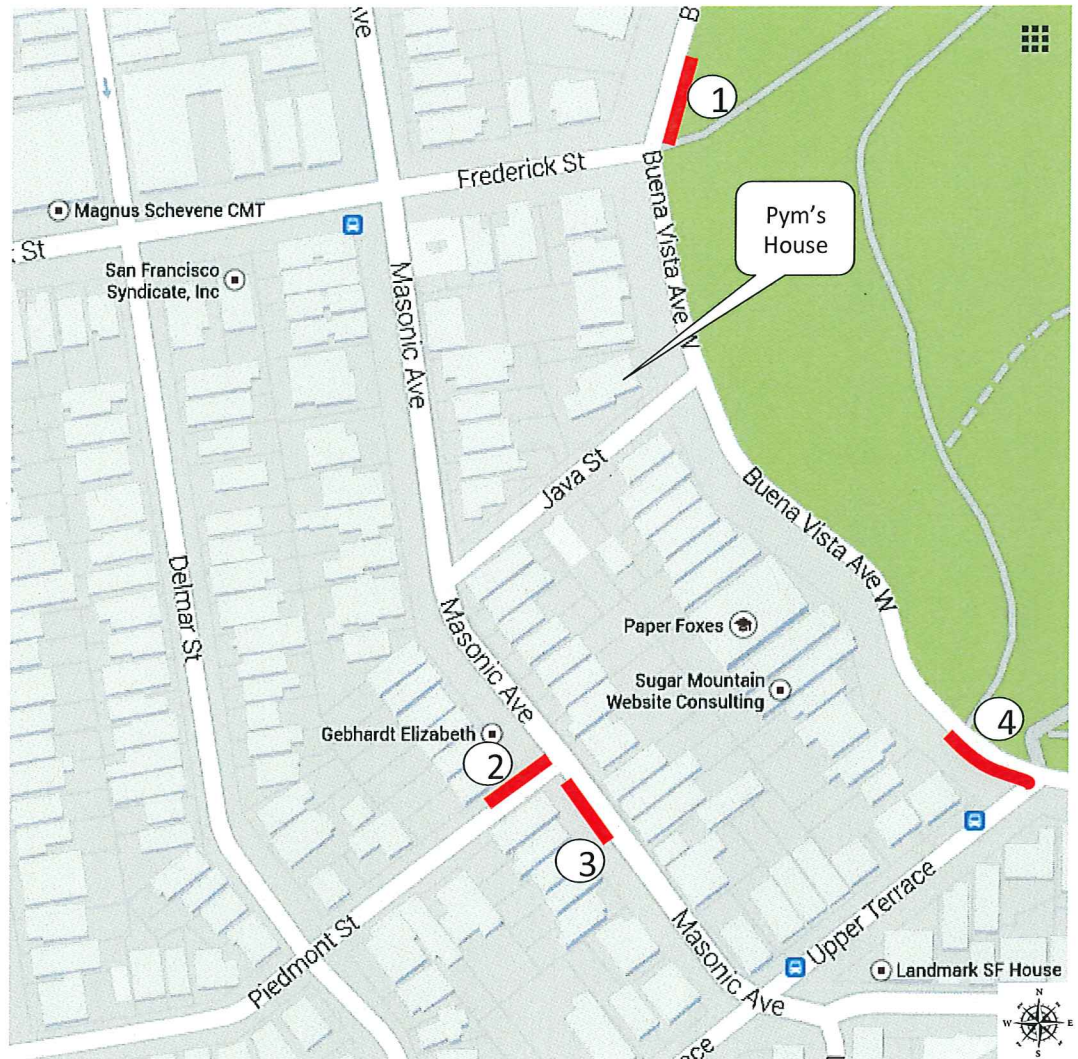 Ave
B
1
Frederick St
Magnus Schevene CMT
k St
San Francisco
Syndicate, Inc
Pym's
House
Buena Vista Ave W
Masonic Ave
Java St
Buena Vista Ave W
Delmar St
Paper Foxes
Masonic Ave
Sugar Mountain
Website Consulting
Gebhardt Elizabeth
2
4
3
Upper Terrace
Masonic Ave
Piedmont St
Landmark SF House
ace
N
W
E
S